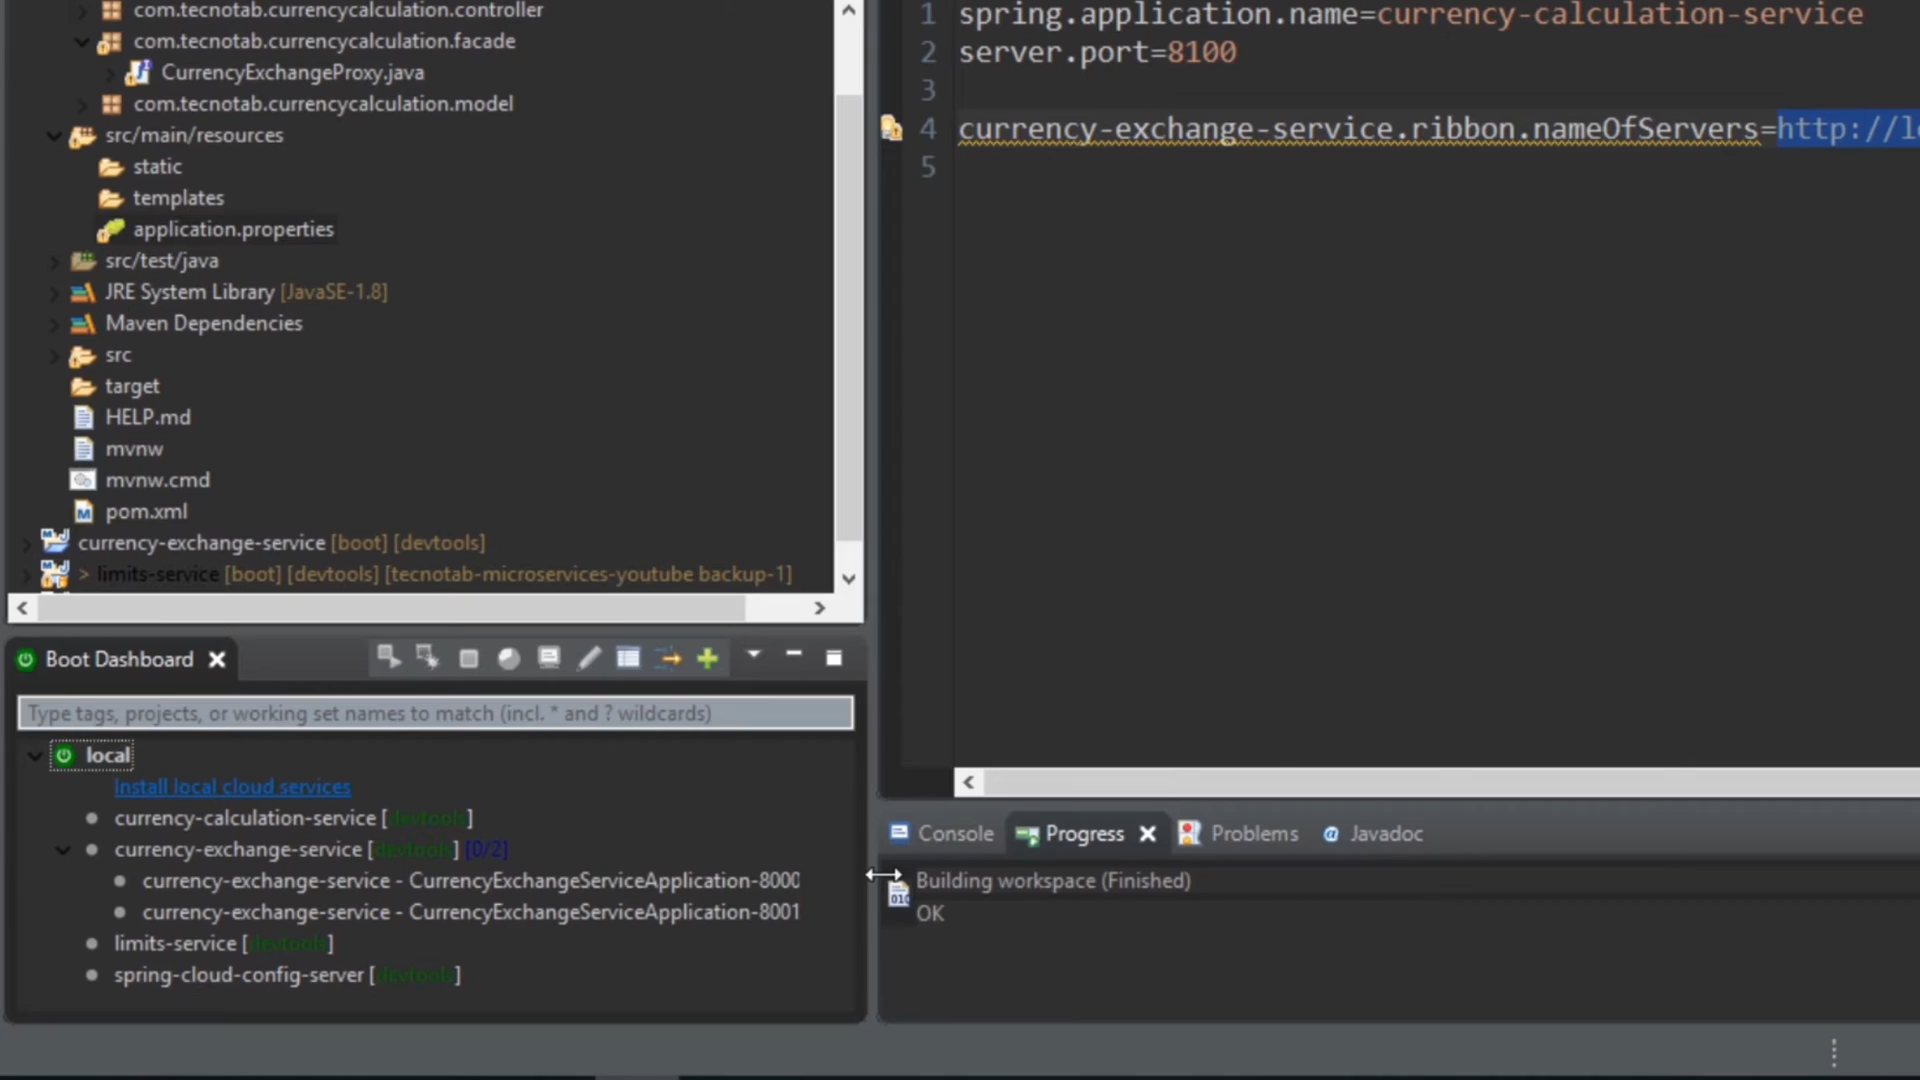 com.tecnotab.currencycalculation.controller
com.tecnotab.currencycalculation.facade
CurrencyExchangeProxy.java
com.tecnotab.currencycalculation.model
src/main/resources
static
templates
application.properties
src/test/java
JRE System Library [JavaSE-1.8]
Maven Dependencies
src
target
HELP.md
mvnw
mvnw.cmd
pom.xml
currency-exchange-service [boot] [devtools]
> limits-service [boot] [devtools] [tecnotab-microservices-youtube backup-1]
1 spring.application.name=currency-calculation-service
2 server.port=8100
3
4 currency-exchange-service.ribbon.nameOfServers=http://l
5
Boot Dashboard
Type tags, projects, or working set names to match (incl. * and ? wildcards)
local
Install local cloud services
currency-calculation-service [devtools]
currency-exchange-service [devtools] [0/2]
currency-exchange-service - CurrencyExchangeServiceApplication-8000
currency-exchange-service - CurrencyExchangeServiceApplication-8001
limits-service [devtools]
spring-cloud-config-server [devtools]
Console Progress Problems @ Javadoc
Building workspace (Finished)
OK